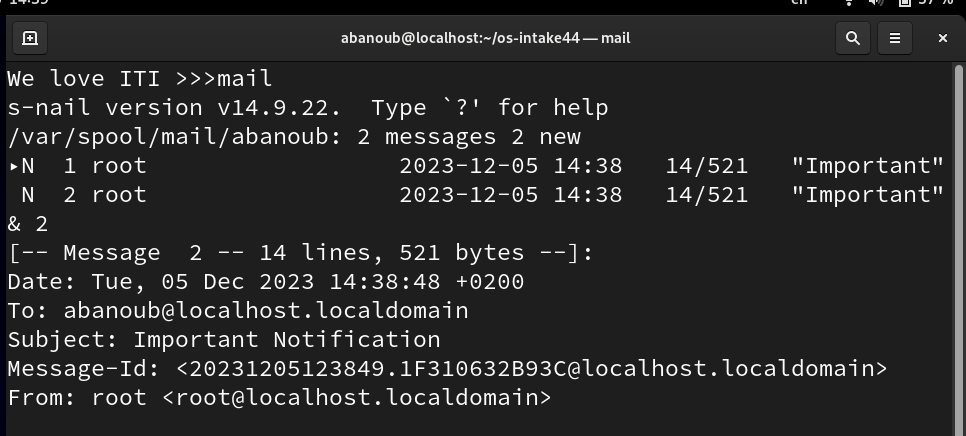 14:39 en 57 %
abanoub@localhost:~/os-intake44 — mail
We love ITI >>>mail
s-nail version v14.9.22.  Type `?' for help
/var/spool/mail/abanoub: 2 messages 2 new
▸N  1 root                  2023-12-05 14:38   14/521   "Important"
 N  2 root                  2023-12-05 14:38   14/521   "Important"
& 2
[-- Message  2 -- 14 lines, 521 bytes --]:
Date: Tue, 05 Dec 2023 14:38:48 +0200
To: abanoub@localhost.localdomain
Subject: Important Notification
Message-Id: <20231205123849.1F310632B93C@localhost.localdomain>
From: root <root@localhost.localdomain>